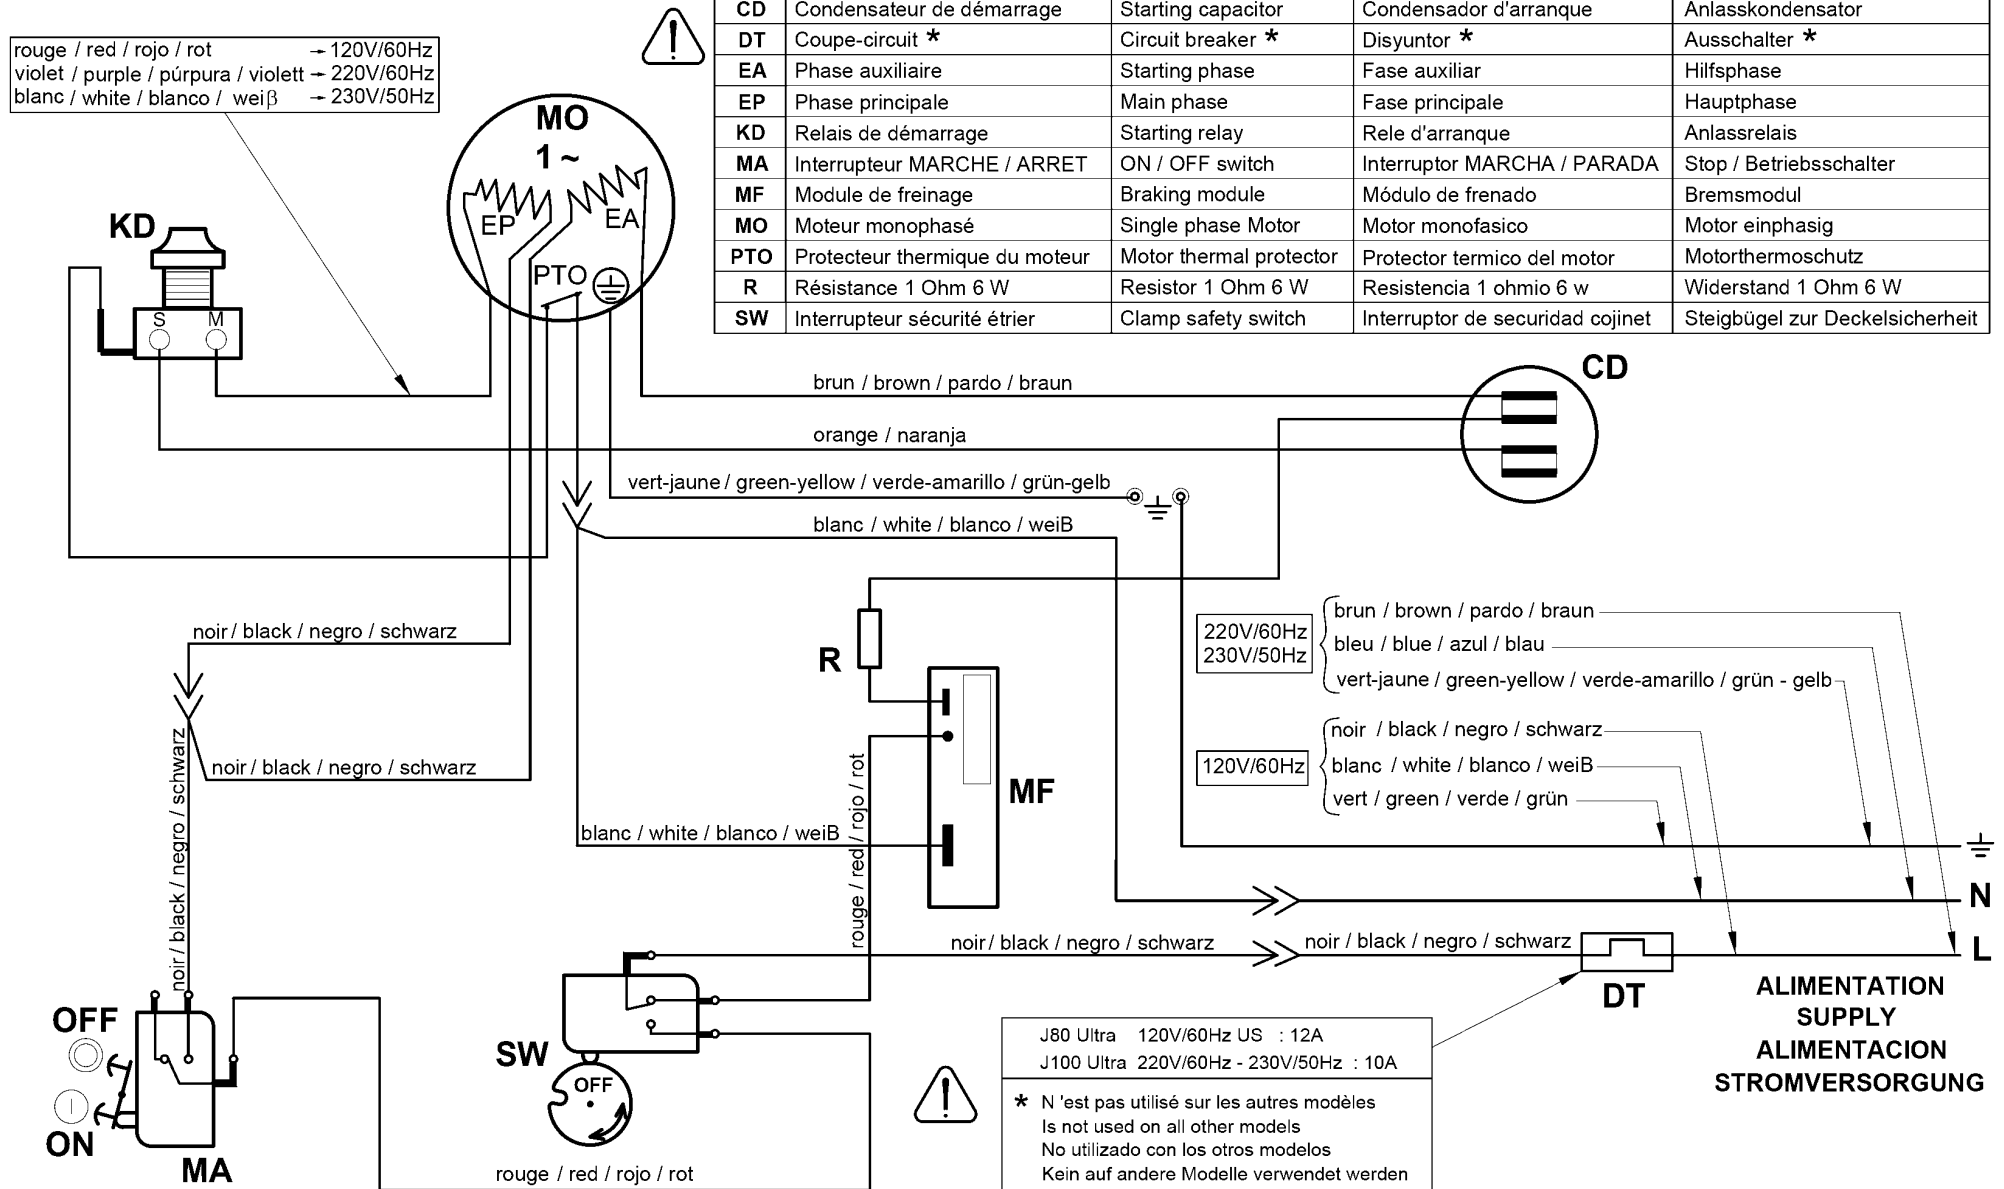 CD Condensateur de démarrage Starting capacitor Condensador d'arranque Anlasskondensator
DT Coupe-circuit * Circuit breaker * Disyuntor * Ausschalter *
EA Phase auxiliaire Starting phase Fase auxiliar Hilfsphase
EP Phase principale Main phase Fase principale Hauptphase
KD Relais de démarrage Starting relay Rele d'arranque Anlassrelais
MA Interrupteur MARCHE / ARRET ON / OFF switch Interruptor MARCHA / PARADA Stop / Betriebsschalter
MF Module de freinage Braking module Módulo de frenado Bremsmodul
MO Moteur monophasé Single phase Motor Motor monofasico Motor einphasig
PTO Protecteur thermique du moteur Motor thermal protector Protector termico del motor Motorthermoschutz
R Résistance 1 Ohm 6 W Resistor 1 Ohm 6 W Resistencia 1 ohmio 6 w Widerstand 1 Ohm 6 W
SW Interrupteur sécurité étrier Clamp safety switch Interruptor de securidad cojinet Steigbügel zur Deckelsicherheit
rouge / red / rojo / rot → 120V/60Hz
violet / purple / púrpura / violett → 220V/60Hz
blanc / white / blanco / weiβ → 230V/50Hz
!
MO
1 ~
EP
EA
PTO
KD
S M
CD
brun / brown / pardo / braun
orange / naranja
vert-jaune / green-yellow / verde-amarillo / grün-gelb
blanc / white / blanco / weiB
noir / black / negro / schwarz
R
220V/60Hz
230V/50Hz
brun / brown / pardo / braun
bleu / blue / azul / blau
vert-jaune / green-yellow / verde-amarillo / grün - gelb
120V/60Hz
noir / black / negro / schwarz
blanc / white / blanco / weiB
vert / green / verde / grün
noir / black / negro / schwarz
noir / black / negro / schwarz
MF
rouge / red / rojo / rot
blanc / white / blanco / weiB
N
L
noir / black / negro / schwarz
noir / black / negro / schwarz
DT
ALIMENTATION
SUPPLY
ALIMENTACION
STROMVERSORGUNG
OFF
ON
MA
SW
OFF
rouge / red / rojo / rot
!
J80 Ultra 120V/60Hz US : 12A
J100 Ultra 220V/60Hz - 230V/50Hz : 10A
* N 'est pas utilisé sur les autres modèles
Is not used on all other models
No utilizado con los otros modelos
Kein auf andere Modelle verwendet werden